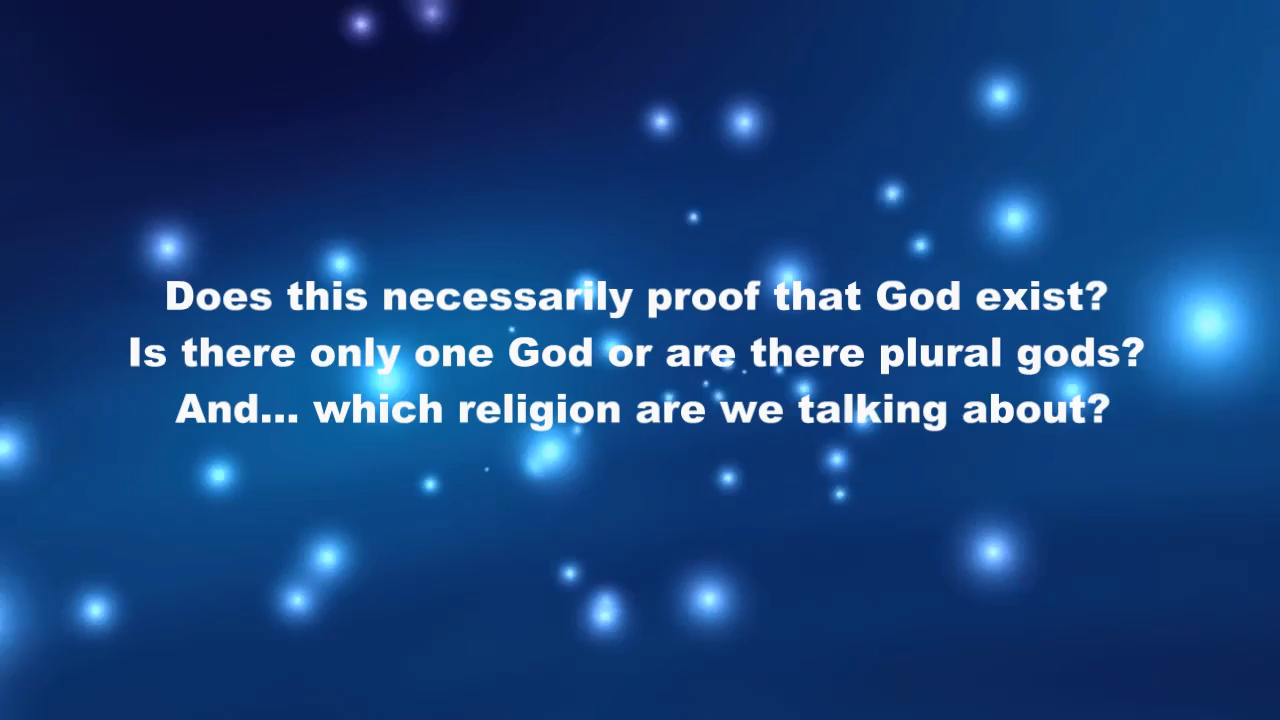 Does this necessarily proof that God exist?
Is there only one God or are there plural gods?
And... which religion are we talking about?